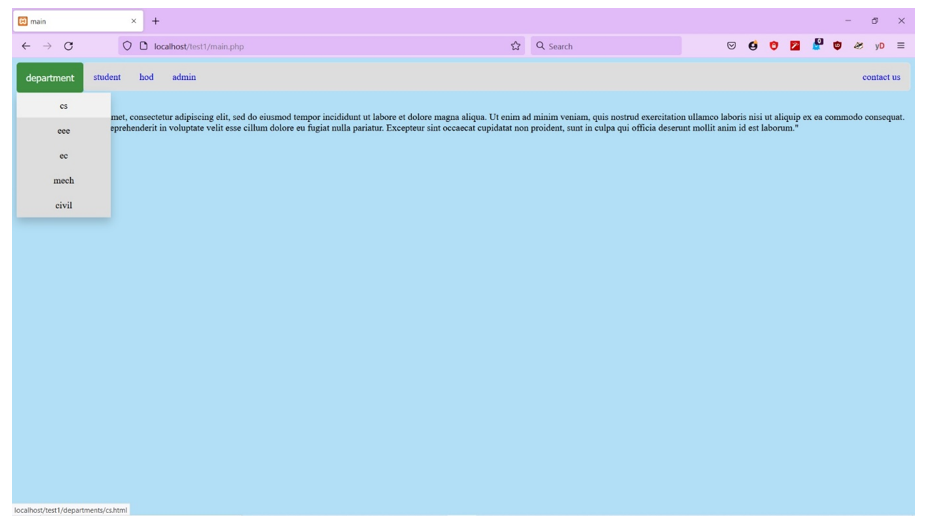 main
localhost/test1/main.php
Search
yD
department student hod admin contact us
cs
met, consectetur adipiscing elit, sed do eiusmod tempor incididunt ut labore et dolore magna aliqua. Ut enim ad minim veniam, quis nostrud exercitation ullamco laboris nisi ut aliquip ex ea commodo consequat.
eee
eprehenderit in voluptate velit esse cillum dolore eu fugiat nulla pariatur. Excepteur sint occaecat cupidatat non proident, sunt in culpa qui officia deserunt mollit anim id est laborum."
ec
mech
civil
localhost/test1/departments/cs.html